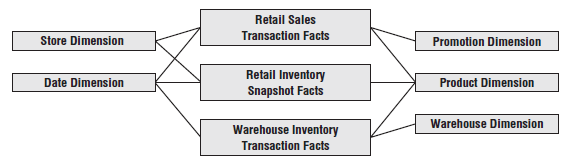 Store Dimension
Date Dimension
Retail Sales
Transaction Facts
Retail Inventory
Snapshot Facts
Warehouse Inventory
Transaction Facts
Promotion Dimension
Product Dimension
Warehouse Dimension